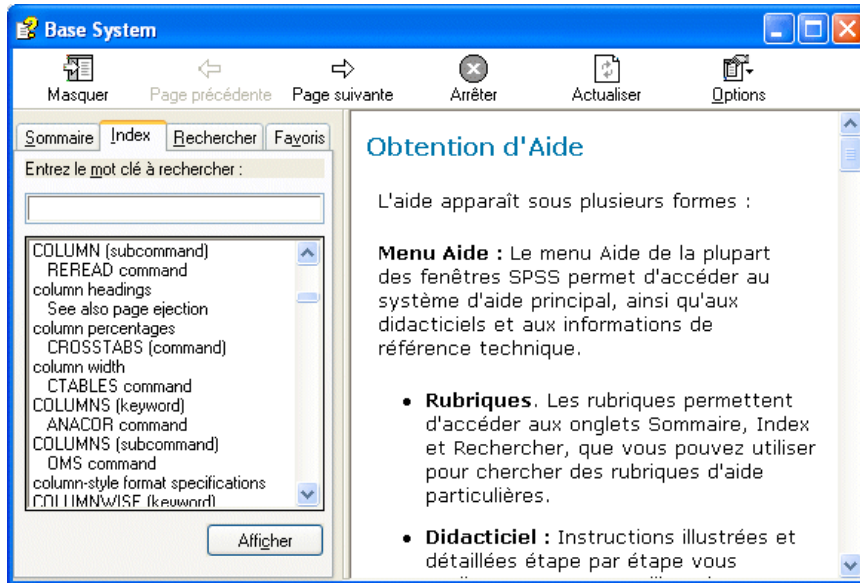 Base System
Masquer
Page précédente
Page suivante
Arrêter
Actualiser
Options
Sommaire
Index
Rechercher
Favoris
Entrez le mot clé à rechercher :
COLUMN (subcommand)
REREAD command
column headings
See also page ejection
column percentages
CROSSTABS (command)
column width
CTABLES command
COLUMNS (keyword)
ANACOR command
COLUMNS (subcommand)
OMS command
column-style format specifications
COLUMNWISE (keyword)
Afficher
Obtention d'Aide
L'aide apparaît sous plusieurs formes :
Menu Aide : Le menu Aide de la plupart
des fenêtres SPSS permet d'accéder au
système d'aide principal, ainsi qu'aux
didacticiels et aux informations de
référence technique.
• Rubriques. Les rubriques permettent
d'accéder aux onglets Sommaire, Index
et Rechercher, que vous pouvez utiliser
pour chercher des rubriques d'aide
particulières.
• Didacticiel : Instructions illustrées et
détaillées étape par étape vous